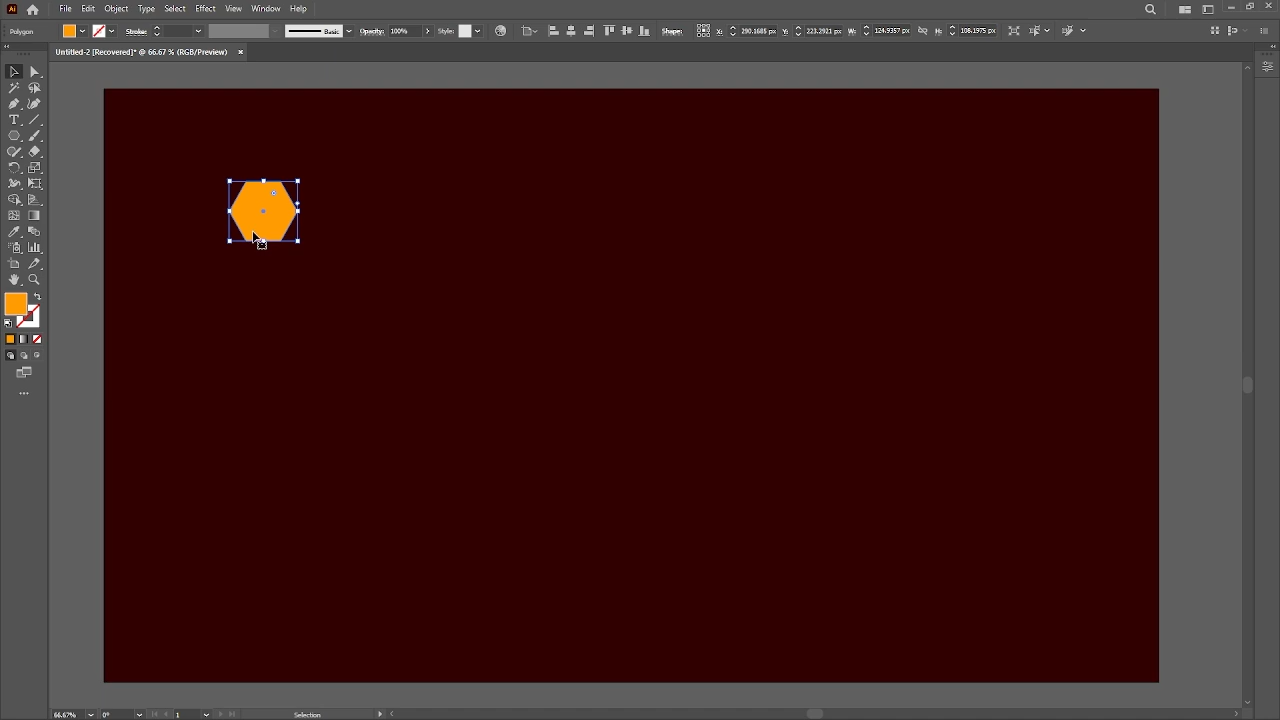 Ai File Edit Object Type Select Effect View Window Help
Polygon Stroke: Basic Opacity: 100% Style: Shape: X: 290.1685 px Y: 223.2921 px W: 124.9357 px H: 108.1975 px
Untitled-2 [Recovered]* @ 66.67 % (RGB/Preview) ×
T
66.67% 0° 1 Selection